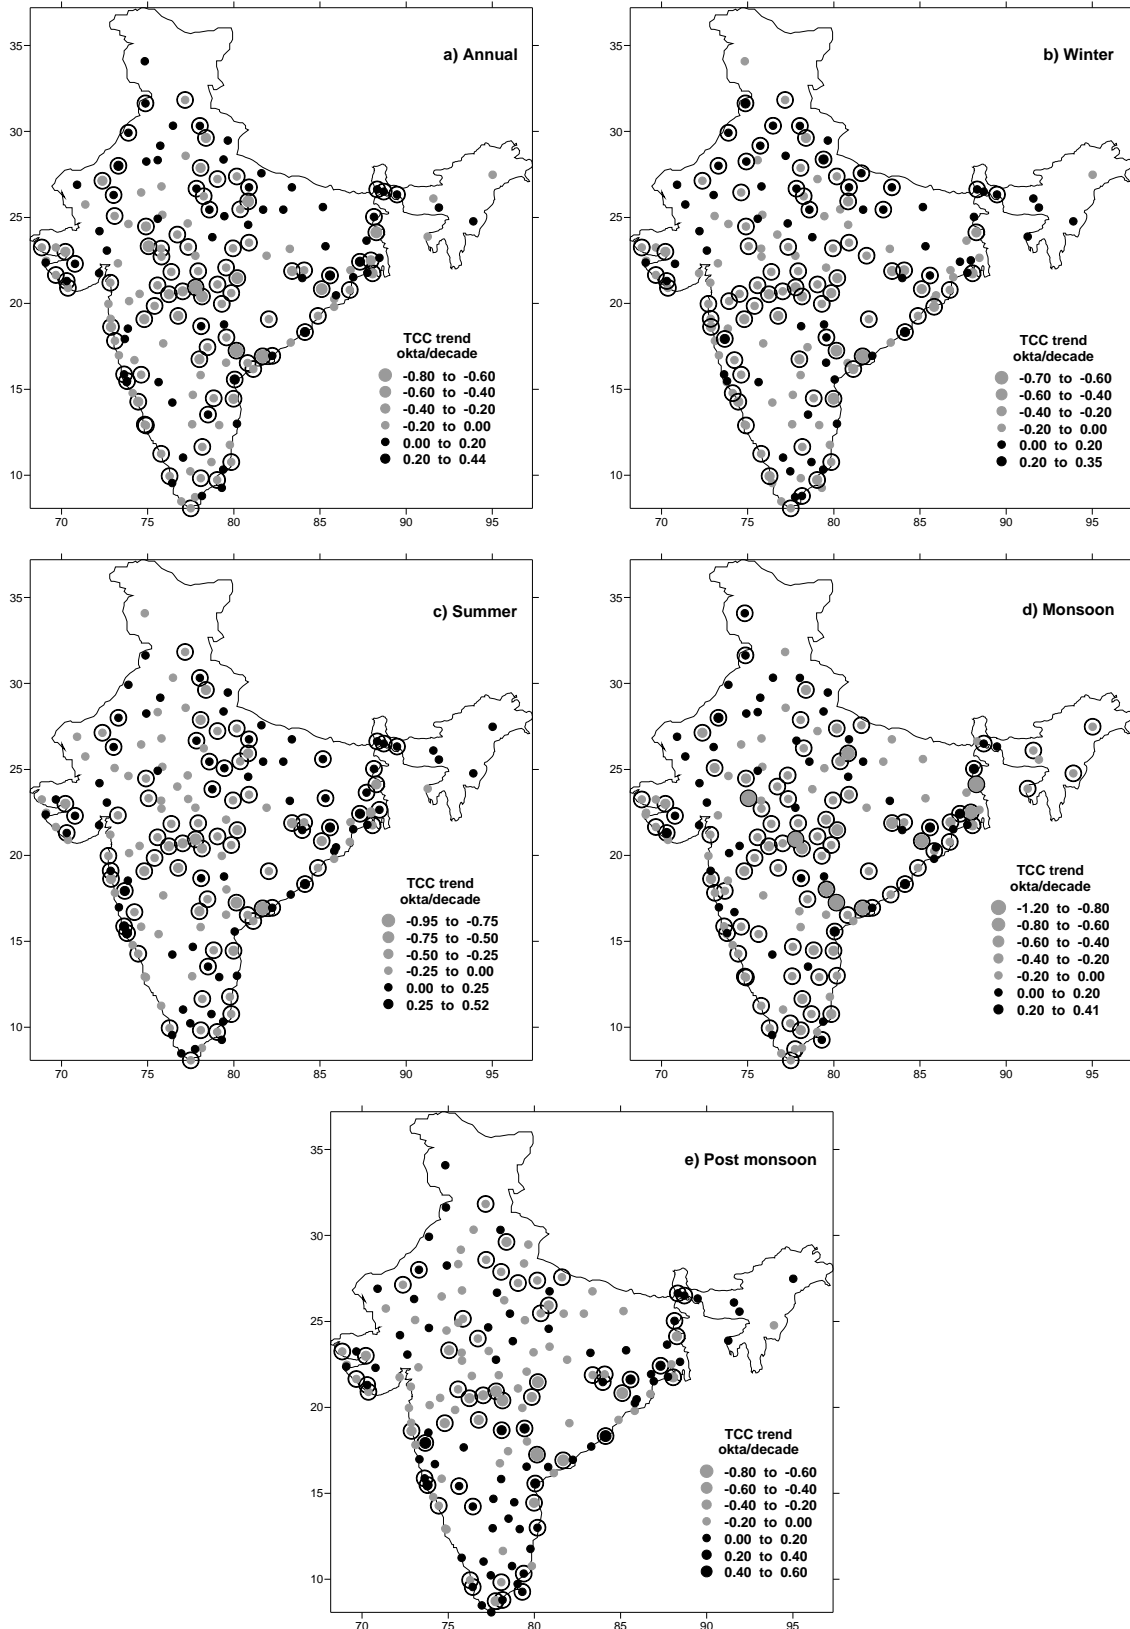 a) Annual
35
30
25
20
15
10
70 75 80 85 90 95
TCC trend
okta/decade
-0.80 to -0.60
-0.60 to -0.40
-0.40 to -0.20
-0.20 to 0.00
0.00 to 0.20
0.20 to 0.44
b) Winter
35
30
25
20
15
10
70 75 80 85 90 95
TCC trend
okta/decade
-0.70 to -0.60
-0.60 to -0.40
-0.40 to -0.20
-0.20 to 0.00
0.00 to 0.20
0.20 to 0.35
c) Summer
35
30
25
20
15
10
70 75 80 85 90 95
TCC trend
okta/decade
-0.95 to -0.75
-0.75 to -0.50
-0.50 to -0.25
-0.25 to 0.00
0.00 to 0.25
0.25 to 0.52
d) Monsoon
35
30
25
20
15
10
70 75 80 85 90 95
TCC trend
okta/decade
-1.20 to -0.80
-0.80 to -0.60
-0.60 to -0.40
-0.40 to -0.20
-0.20 to 0.00
0.00 to 0.20
0.20 to 0.41
e) Post monsoon
35
30
25
20
15
10
70 75 80 85 90 95
TCC trend
okta/decade
-0.80 to -0.60
-0.60 to -0.40
-0.40 to -0.20
-0.20 to 0.00
0.00 to 0.20
0.20 to 0.40
0.40 to 0.60